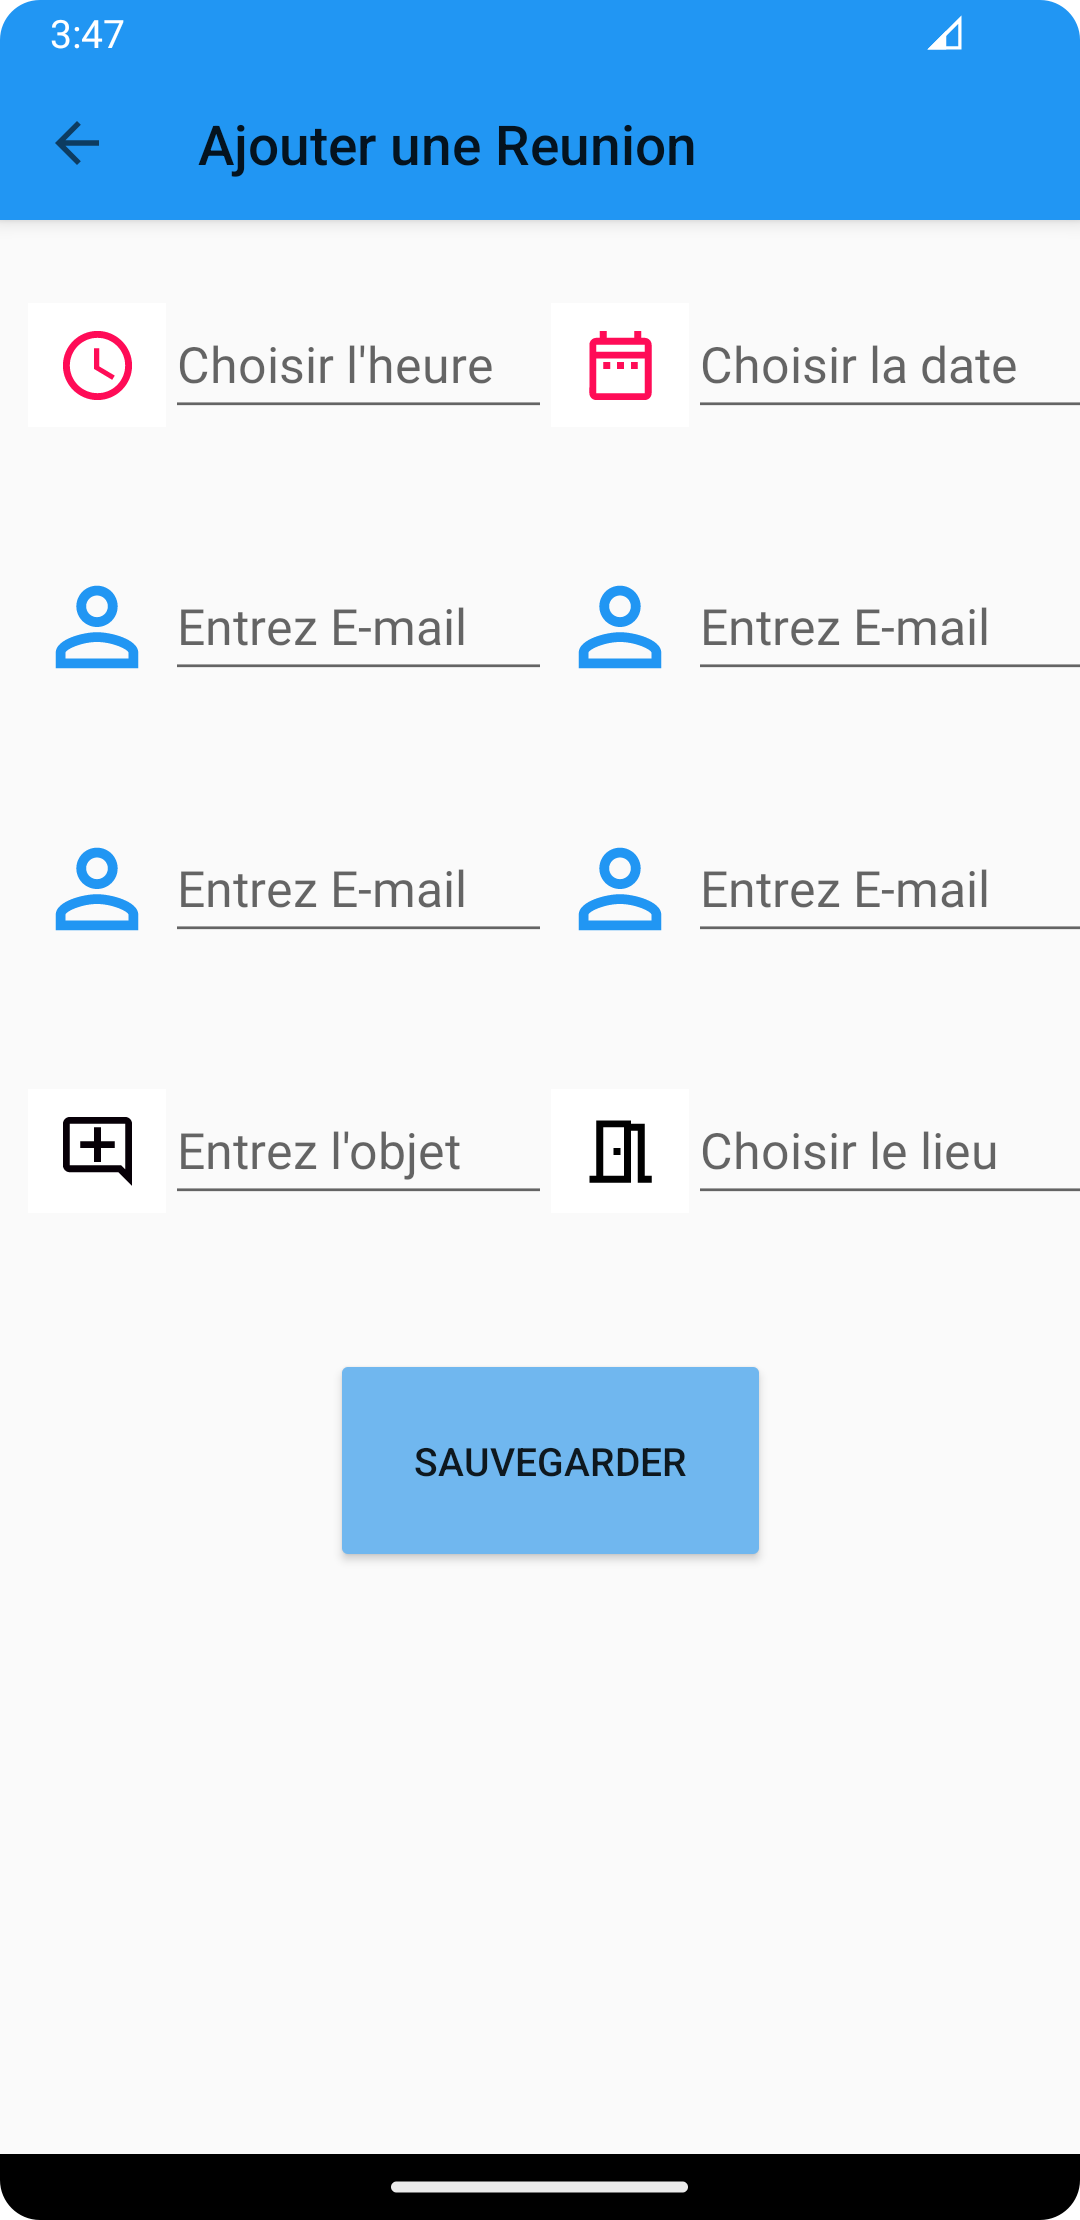 3:47
Ajouter une Reunion
Choisir l'heure
Choisir la date
Entrez E-mail
Entrez E-mail
Entrez E-mail
Entrez E-mail
Entrez l'objet
Choisir le lieu
SAUVEGARDER